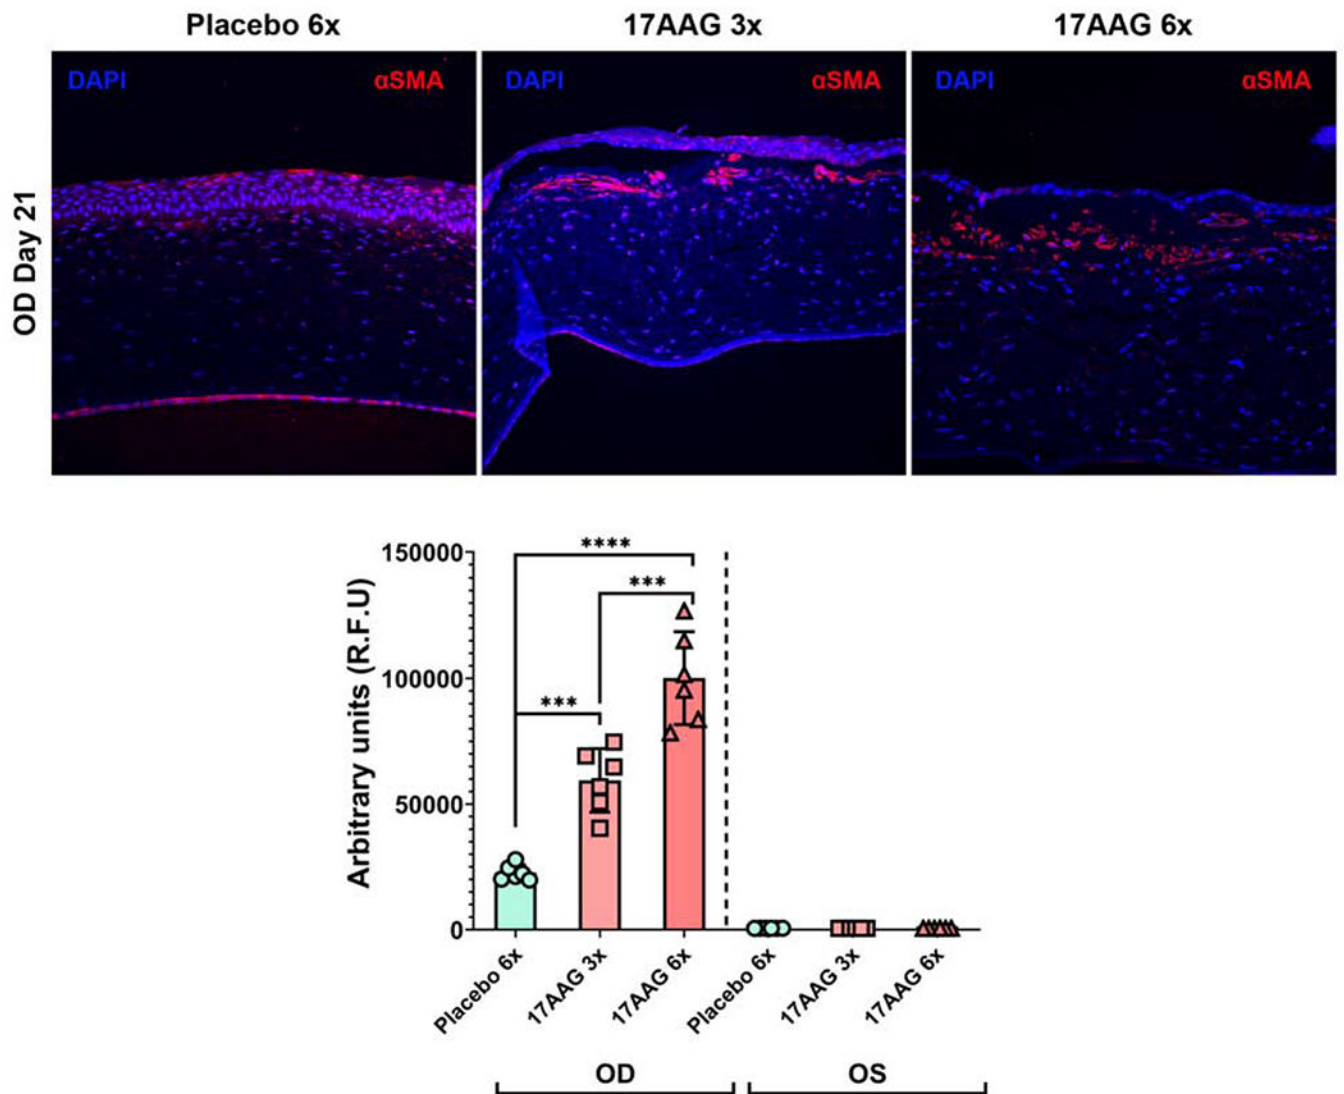 Placebo 6x
17AAG 3x
17AAG 6x
OD Day 21
DAPI
αSMA
DAPI
αSMA
DAPI
αSMA
Arbitrary units (R.F.U)
150000
100000
50000
0
****
***
***
Placebo 6x
17AAG 3x
17AAG 6x
Placebo 6x
17AAG 3x
17AAG 6x
OD
OS